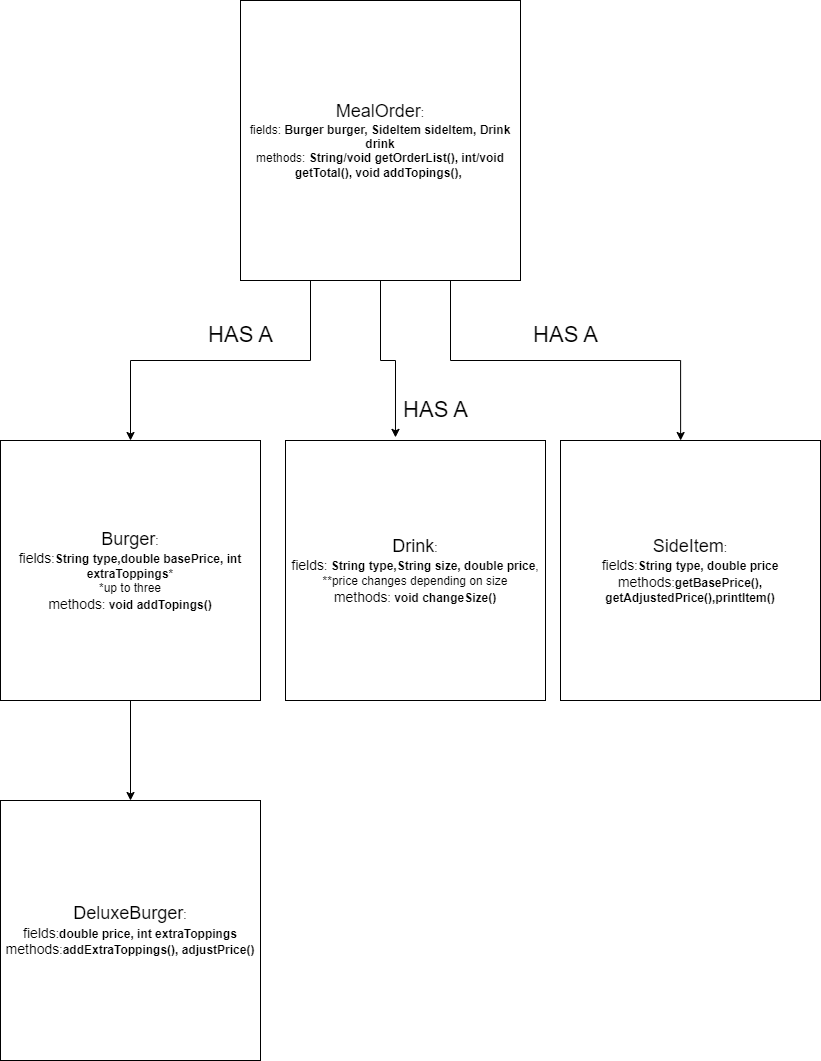 MealOrder:
fields: Burger burger, SideItem sideItem, Drink
drink
methods: String/void getOrderList(), int/void
getTotal(), void addTopings(),
HAS A
HAS A
HAS A
Burger:
fields:String type,double basePrice, int
extraToppings*
*up to three
methods: void addTopings()
Drink:
fields: String type,String size, double price,
**price changes depending on size
methods: void changeSize()
SideItem:
fields:String type, double price
methods:getBasePrice(),
getAdjustedPrice(),printItem()
DeluxeBurger:
fields:double price, int extraToppings
methods:addExtraToppings(), adjustPrice()